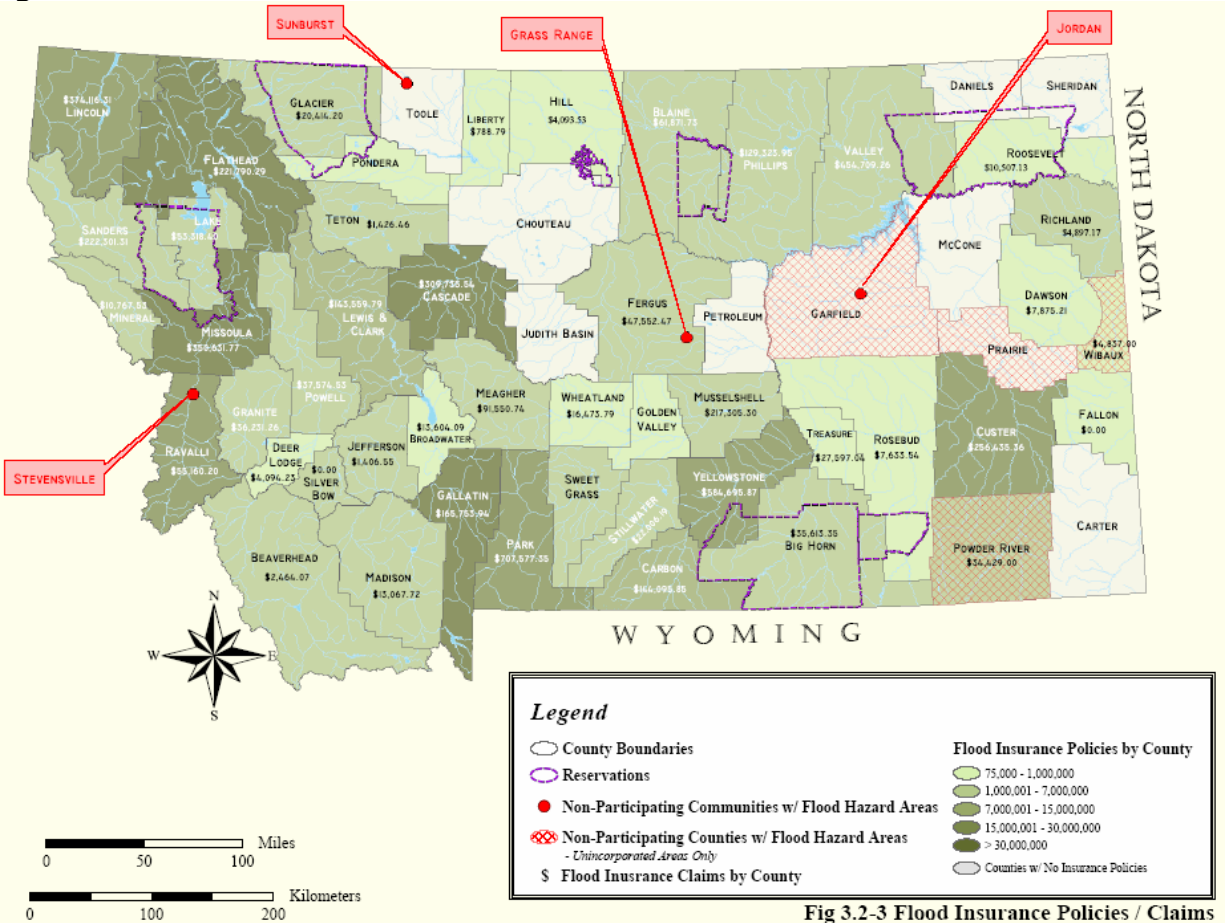 SUNBURST
GRASS RANGE
JORDAN
$374,116.31
LINCOLN
FLATHEAD
$221,790.29
GLACIER
$20,414.20
TOOLE
LIBERTY
$788.79
HILL
$4,093.53
BLAINE
$61,871.73
$129,323.95
PHILLIPS
VALLEY
$654,709.26
DANIELS
SHERIDAN
ROOSEVELT
$10,507.13
NORTH DAKOTA
PONDERA
TETON
$1,426.46
CHOUTEAU
SANDERS
$222,301.31
LAKE
RICHLAND
$4,897.17
MCCONE
DAWSON
$7,875.21
$10,767.53
MINERAL
MISSOULA
$143,559.79
LEWIS &
CLARK
CASCADE
JUDITH BASIN
FERGUS
$47,552.47
PETROLEUM
GARFIELD
PRAIRIE
$4,837.00
WIBAUX
$37,574.53
POWELL
GRANITE
$36,231.26
MEAGHER
$91,550.74
WHEATLAND
$16,473.79
GOLDEN
VALLEY
MUSSELSHELL
$217,305.30
TREASURE
$27,597.04
ROSEBUD
$7,633.54
CUSTER
$256,435.36
FALLON
$0.00
STEVENSVILLE
RAVALLI
$55,160.20
DEER
LODGE
$4,094.23
$0.00
SILVER
BOW
JEFFERSON
$1,406.55
$13,604.09
BROADWATER
GALLATIN
$165,753.94
PARK
$707,577.35
SWEET
GRASS
STILLWATER
YELLOWSTONE
$584,695.87
CARBON
$144,095.85
$35,613.35
BIG HORN
POWDER RIVER
$34,429.00
CARTER
BEAVERHEAD
$2,464.07
MADISON
$13,067.72
N
W
E
S
WYOMING
Legend
County Boundaries
Reservations
Non-Participating Communities w/ Flood Hazard Areas
Non-Participating Counties w/ Flood Hazard Areas
- Unincorporated Areas Only
$ Flood Inusrance Claims by County
Flood Insurance Policies by County
75,000 - 1,000,000
1,000,001 - 7,000,000
7,000,001 - 15,000,000
15,000,001 - 30,000,000
> 30,000,000
Counties w/ No Insurance Policies
Miles
0 50 100
Kilometers
0 100 200
Fig 3.2-3 Flood Insurance Policies / Claims